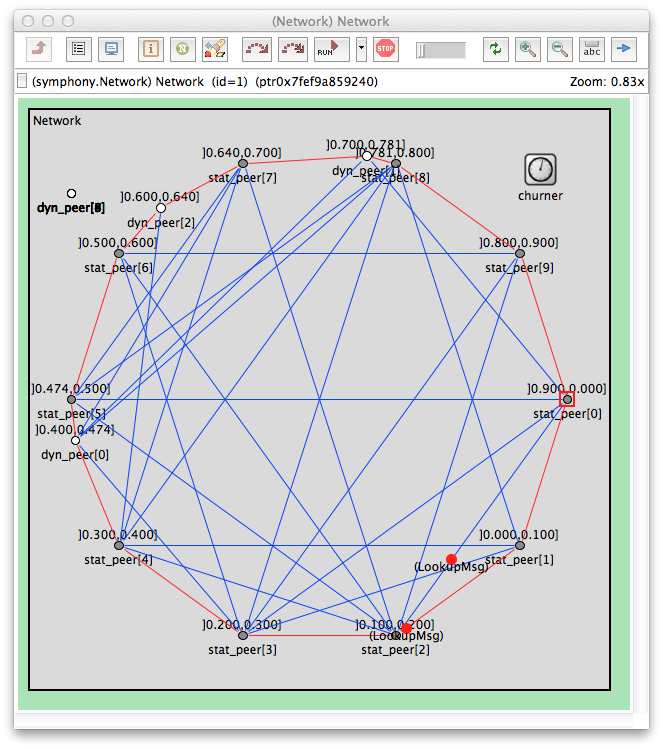 (Network) Network
RUN
STOP
abc
(symphony.Network) Network (id=1) (ptr0x7fef9a859240)
Zoom: 0.83x
Network
]0.700,0.781]
]0.640,0.700]
]0.781,0.800]
dyn_peer[1]
stat_peer[7]
stat_peer[8]
churner
]0.600,0.640]
dyn_peer[2]
]0.500,0.600]
]0.800,0.900]
stat_peer[6]
stat_peer[9]
]0.474,0.500]
]0.900,0.000]
stat_peer[5]
stat_peer[0]
]0.400,0.474]
dyn_peer[0]
]0.300,0.400]
]0.000,0.100]
stat_peer[4]
stat_peer[1]
(LookupMsg)
]0.200,0.300]
]0.100,0.200]
(LookupMsg)
stat_peer[3]
stat_peer[2]